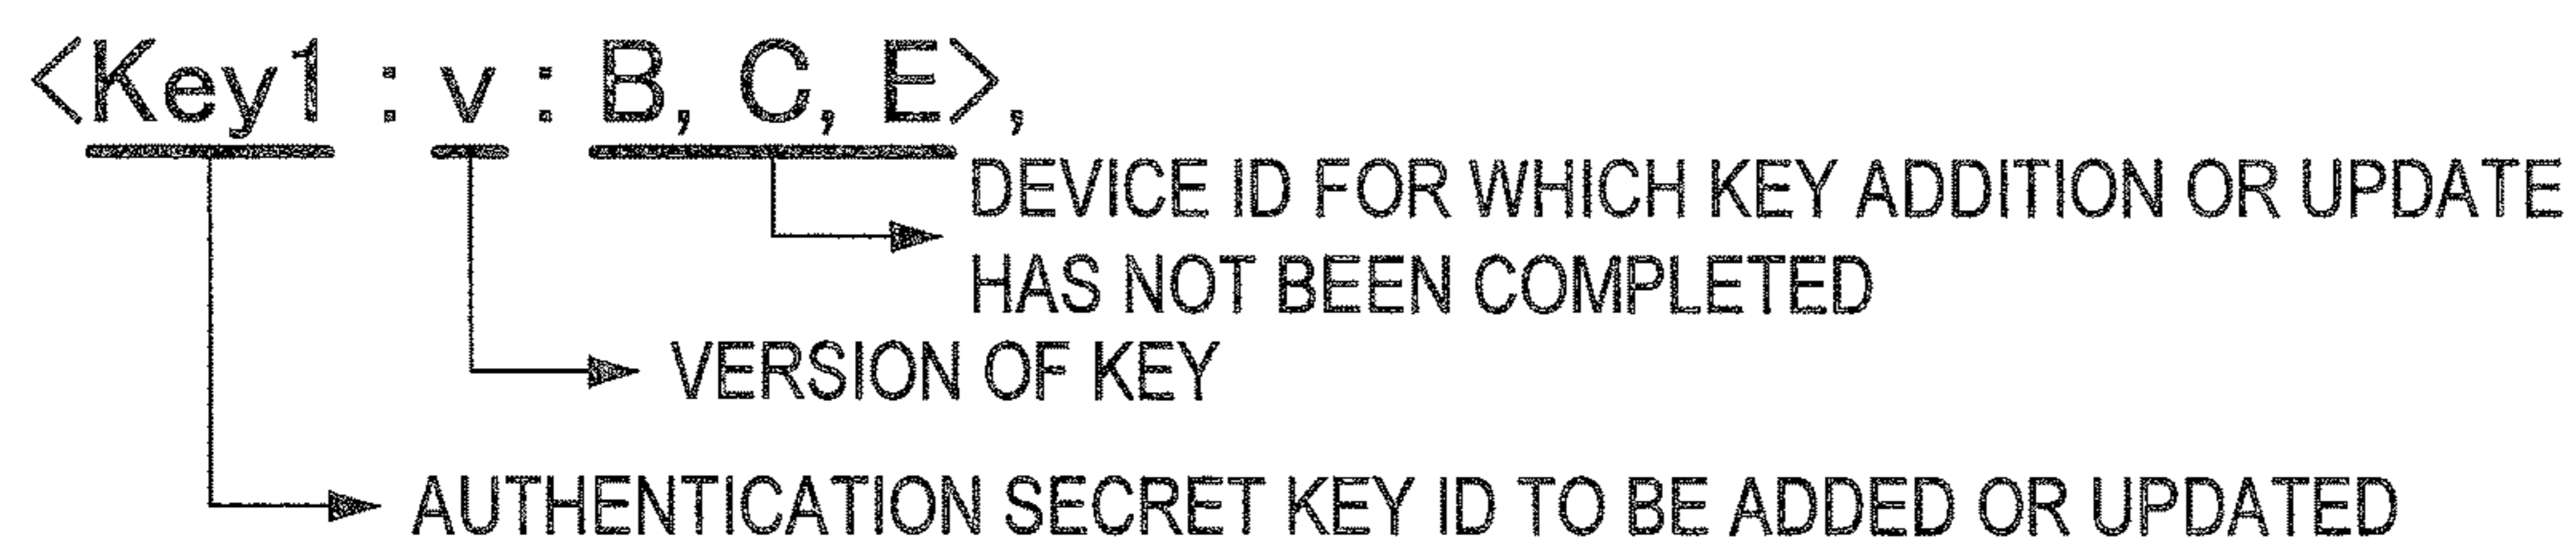 <Key1 : v : B, C, E>,
DEVICE ID FOR WHICH KEY ADDITION OR UPDATE
HAS NOT BEEN COMPLETED
VERSION OF KEY
AUTHENTICATION SECRET KEY ID TO BE ADDED OR UPDATED